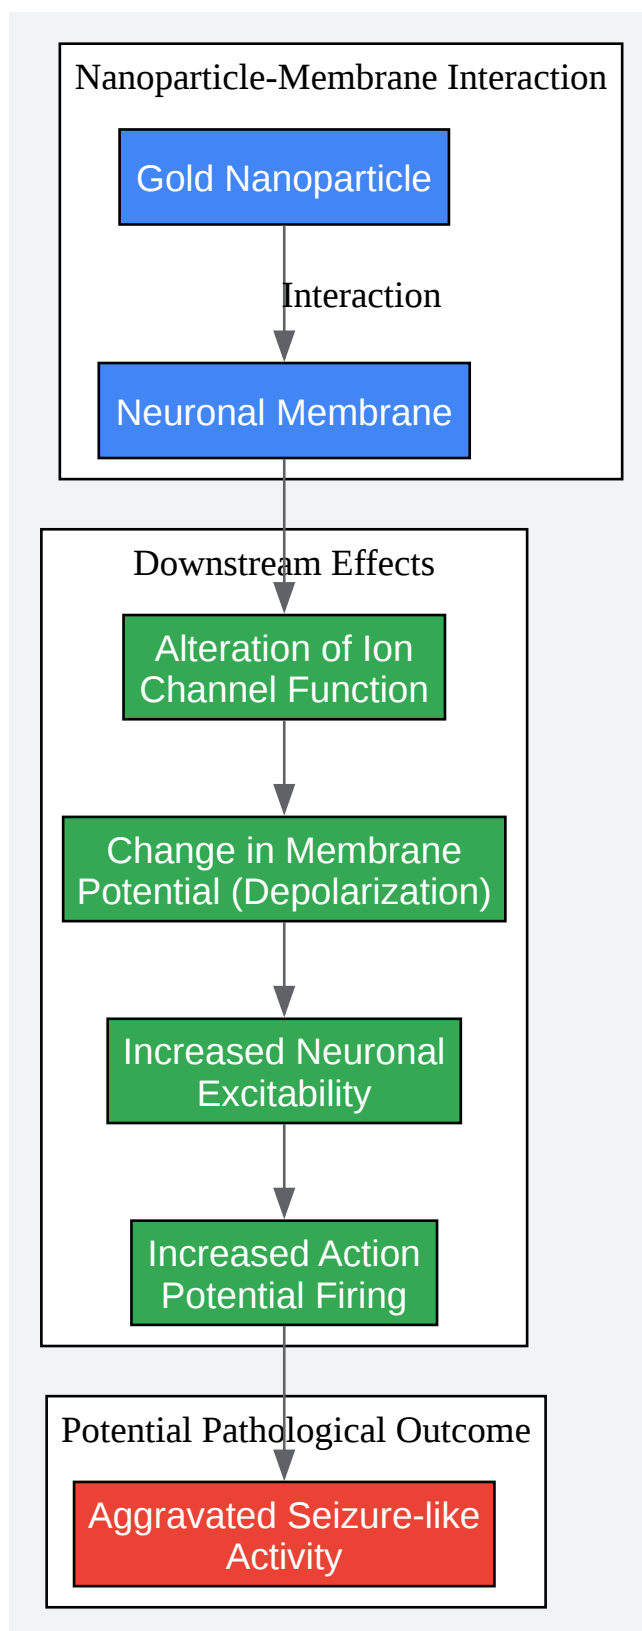 Nanoparticle-Membrane Interaction
Gold Nanoparticle
Interaction
Neuronal Membrane
Downstream Effects
Alteration of Ion
Channel Function
Change in Membrane
Potential (Depolarization)
Increased Neuronal
Excitability
Increased Action
Potential Firing
Potential Pathological Outcome
Aggravated Seizure-like
Activity